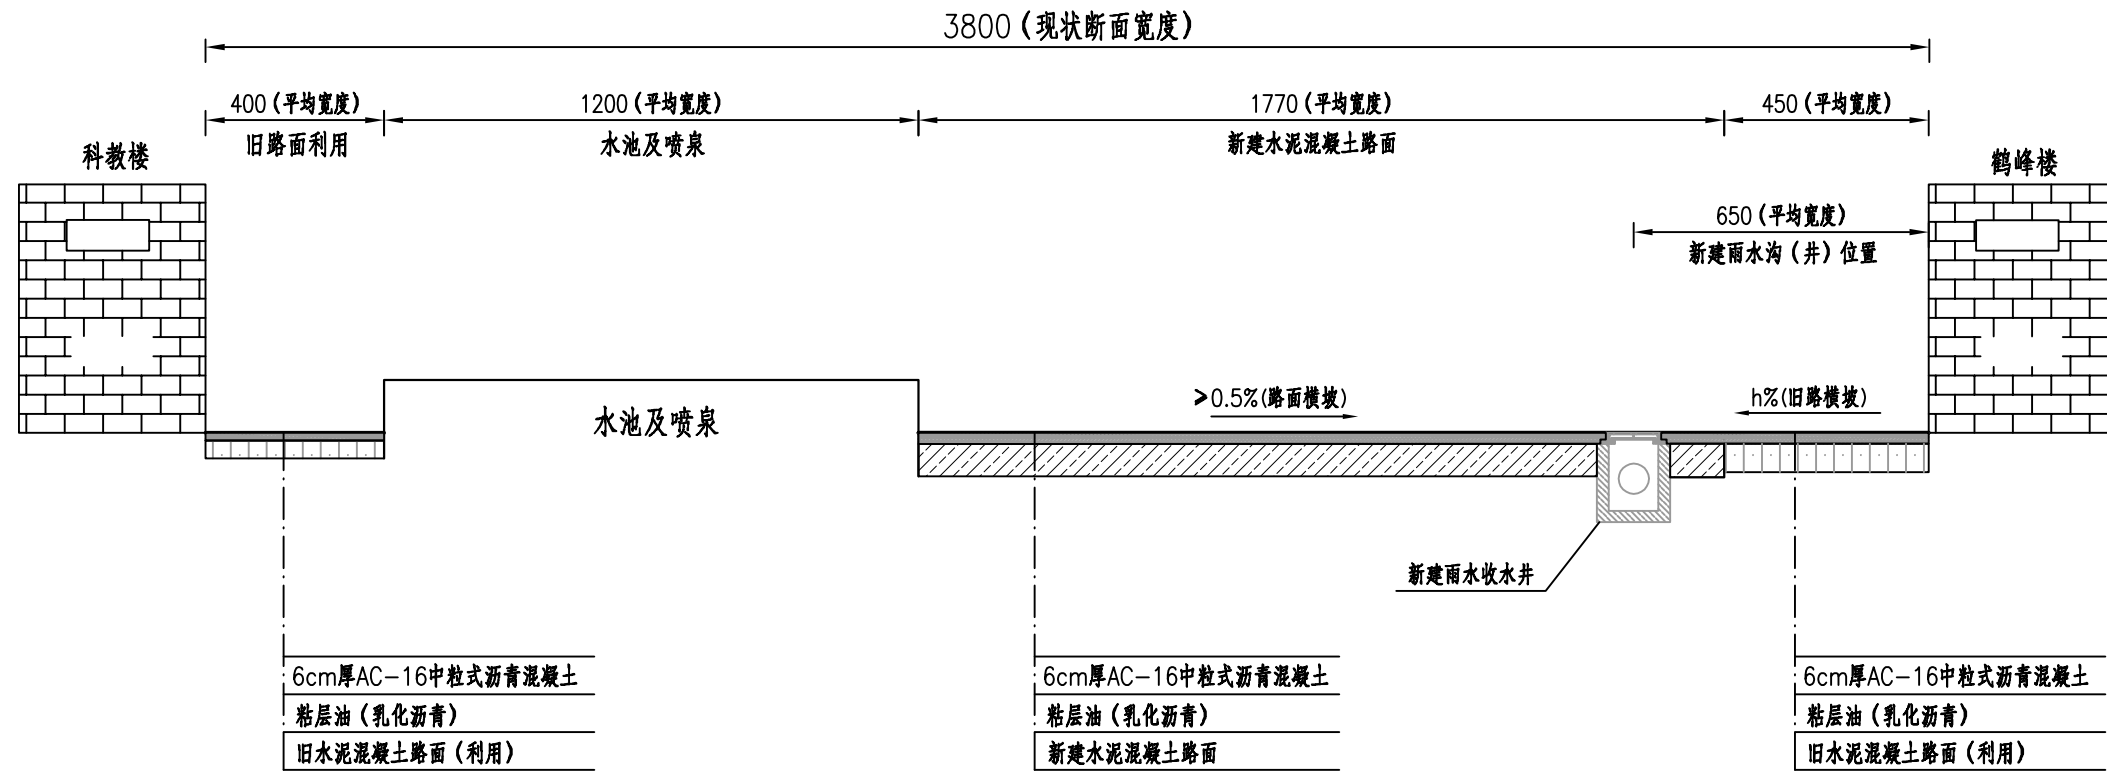 3800（现状断面宽度）
400（平均宽度）
1200（平均宽度）
1770（平均宽度）
450（平均宽度）
旧路面利用
水池及喷泉
新建水泥混凝土路面
科教楼
鹤峰楼
650（平均宽度）
新建雨水沟（井）位置
>0.5%(路面横坡)
h%(旧路横坡)
水池及喷泉
新建雨水收水井
6cm厚AC-16中粒式沥青混凝土
粘层油（乳化沥青）
旧水泥混凝土路面（利用）
6cm厚AC-16中粒式沥青混凝土
粘层油（乳化沥青）
新建水泥混凝土路面
6cm厚AC-16中粒式沥青混凝土
粘层油（乳化沥青）
旧水泥混凝土路面（利用）